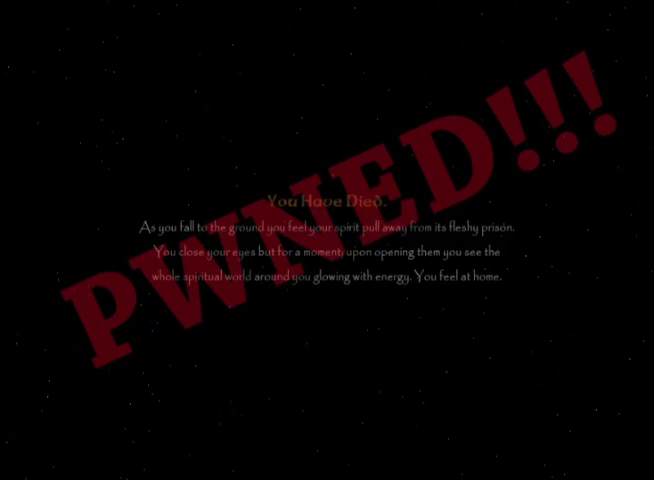 PWNED!!!
You Have Died.
As you fall to the ground you feel your spirit pull away from its fleshy prison.
You close your eyes but for a moment; upon opening them you see the
whole spiritual world around you glowing with energy. You feel at home.